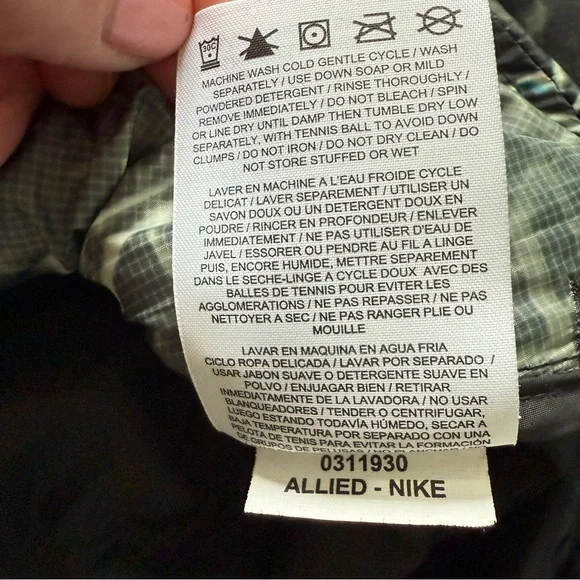 30C
MACHINE WASH COLD GENTLE CYCLE / WASH
SEPARATELY / USE DOWN SOAP OR MILD
POWDERED DETERGENT / RINSE THOROUGHLY /
REMOVE IMMEDIATELY / DO NOT BLEACH / SPIN
OR LINE DRY UNTIL DAMP THEN TUMBLE DRY LOW
SEPARATELY, WITH TENNIS BALL TO AVOID DOWN
CLUMPS / DO NOT IRON / DO NOT DRY CLEAN / DO
NOT STORE STUFFED OR WET
LAVER EN MACHINE A L'EAU FROIDE CYCLE
DELICAT / LAVER SEPAREMENT / UTILISER UN
SAVON DOUX OU UN DETERGENT DOUX EN
POUDRE / RINCER EN PROFONDEUR / ENLEVER
IMMEDIATEMENT / NE PAS UTILISER D'EAU DE
JAVEL / ESSORER OU PENDRE AU FIL A LINGE
PUIS, ENCORE HUMIDE, METTRE SEPAREMENT
DANS LE SECHE-LINGE A CYCLE DOUX AVEC DES
BALLES DE TENNIS POUR EVITER LES
AGGLOMERATIONS / NE PAS REPASSER / NE PAS
NETTOYER A SEC / NE PAS RANGER PLIE OU
MOUILLE
LAVAR EN MAQUINA EN AGUA FRIA
CICLO ROPA DELICADA / LAVAR POR SEPARADO /
USAR JABON SUAVE O DETERGENTE SUAVE EN
POLVO / ENJUAGAR BIEN / RETIRAR
INMEDIATAMENTE DE LA LAVADORA / NO USAR
BLANQUEADORES / TENDER O CENTRIFUGAR,
LUEGO ESTANDO TODAVÍA HÚMEDO, SECAR A
BAJA TEMPERATURA POR SEPARADO CON UNA
PELOTA DE TENIS PARA EVITAR LA FORMACIÓN
DE GRUPOS DE PELUSAS / NO PLANCHAR
0311930
ALLIED - NIKE